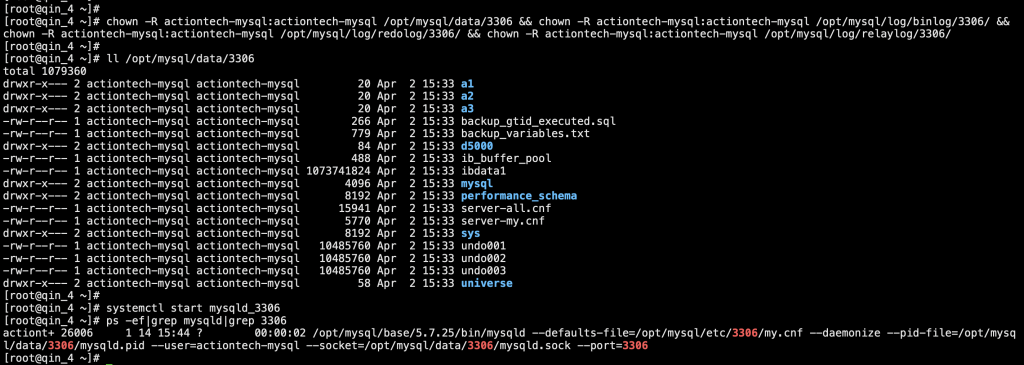 [root@qin_4 ~]#
[root@qin_4 ~]# chown -R actiontech-mysql:actiontech-mysql /opt/mysql/data/3306 && chown -R actiontech-mysql:actiontech-mysql /opt/mysql/log/binlog/3306/ &&
chown -R actiontech-mysql:actiontech-mysql /opt/mysql/log/redolog/3306/ && chown -R actiontech-mysql:actiontech-mysql /opt/mysql/log/relaylog/3306/
[root@qin_4 ~]#
[root@qin_4 ~]# ll /opt/mysql/data/3306
total 1079360
drwxr-x--- 2 actiontech-mysql actiontech-mysql         20 Apr  2 15:33 a1
drwxr-x--- 2 actiontech-mysql actiontech-mysql         20 Apr  2 15:33 a2
drwxr-x--- 2 actiontech-mysql actiontech-mysql         20 Apr  2 15:33 a3
-rw-r--r-- 1 actiontech-mysql actiontech-mysql        266 Apr  2 15:33 backup_gtid_executed.sql
-rw-r--r-- 1 actiontech-mysql actiontech-mysql        779 Apr  2 15:33 backup_variables.txt
drwxr-x--- 2 actiontech-mysql actiontech-mysql         84 Apr  2 15:33 d5000
-rw-r--r-- 1 actiontech-mysql actiontech-mysql        488 Apr  2 15:33 ib_buffer_pool
-rw-r--r-- 1 actiontech-mysql actiontech-mysql 1073741824 Apr  2 15:33 ibdata1
drwxr-x--- 2 actiontech-mysql actiontech-mysql       4096 Apr  2 15:33 mysql
drwxr-x--- 2 actiontech-mysql actiontech-mysql       8192 Apr  2 15:33 performance_schema
-rw-r--r-- 1 actiontech-mysql actiontech-mysql      15941 Apr  2 15:33 server-all.cnf
-rw-r--r-- 1 actiontech-mysql actiontech-mysql       5770 Apr  2 15:33 server-my.cnf
drwxr-x--- 2 actiontech-mysql actiontech-mysql       8192 Apr  2 15:33 sys
-rw-r--r-- 1 actiontech-mysql actiontech-mysql   10485760 Apr  2 15:33 undo001
-rw-r--r-- 1 actiontech-mysql actiontech-mysql   10485760 Apr  2 15:33 undo002
-rw-r--r-- 1 actiontech-mysql actiontech-mysql   10485760 Apr  2 15:33 undo003
drwxr-x--- 2 actiontech-mysql actiontech-mysql         58 Apr  2 15:33 universe
[root@qin_4 ~]#
[root@qin_4 ~]# systemctl start mysqld_3306
[root@qin_4 ~]# ps -ef|grep mysqld|grep 3306
actiont+ 26006     1 14 15:44 ?        00:00:02 /opt/mysql/base/5.7.25/bin/mysqld --defaults-file=/opt/mysql/etc/3306/my.cnf --daemonize --pid-file=/opt/mysq
l/data/3306/mysqld.pid --user=actiontech-mysql --socket=/opt/mysql/data/3306/mysqld.sock --port=3306
[root@qin_4 ~]#